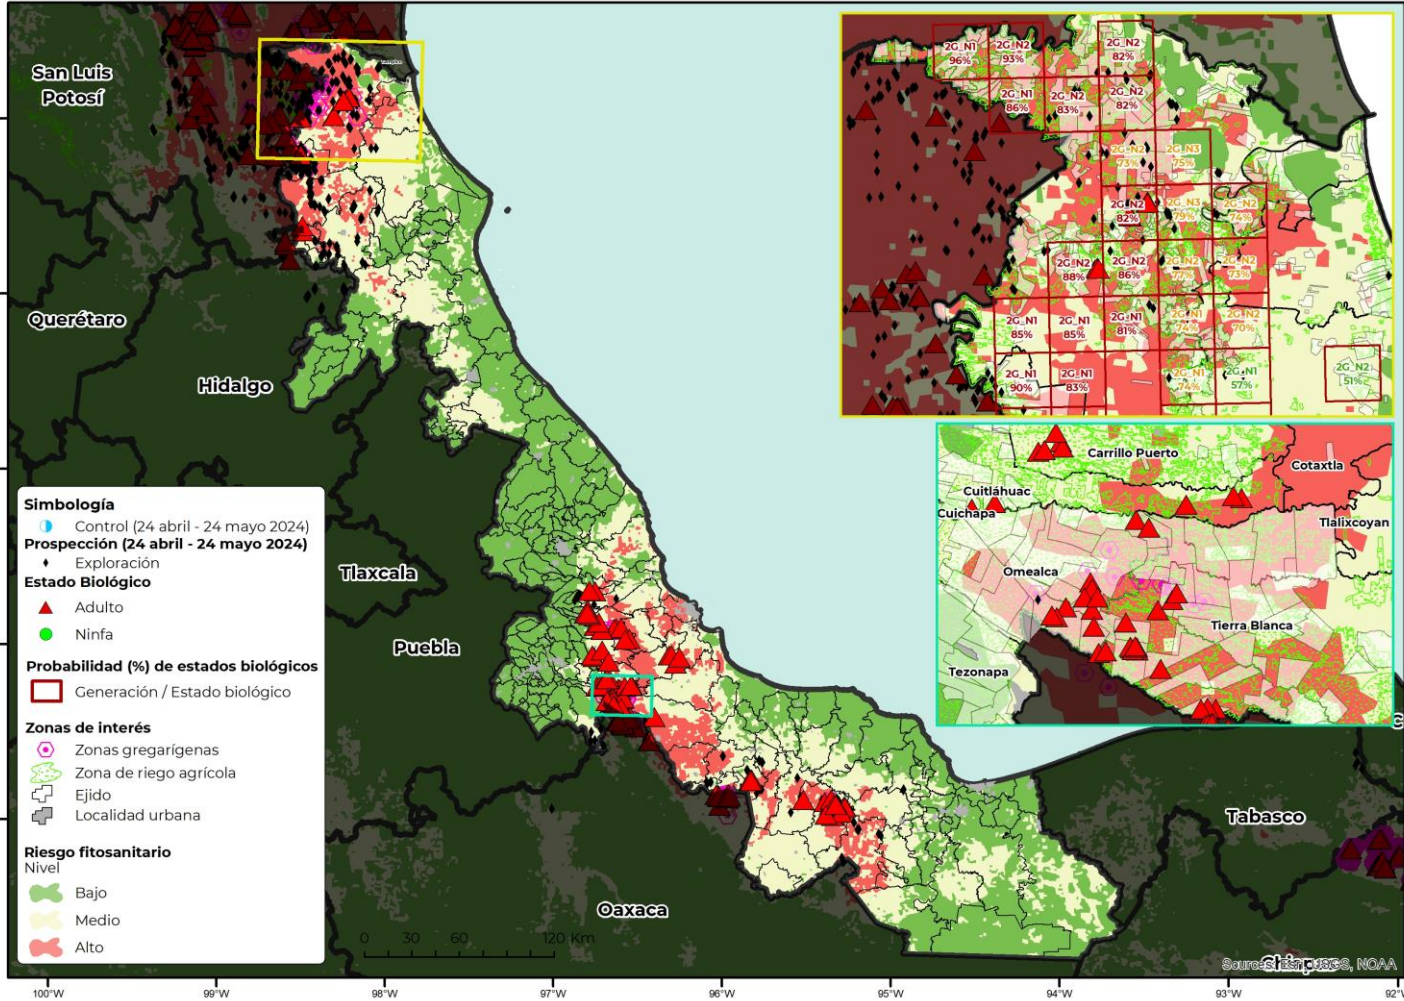 San Luis
Potosí
Querétaro
Hidalgo
Tlaxcala
Puebla
Oaxaca
Tabasco
Simbología
Control (24 abril - 24 mayo 2024)
Prospección (24 abril - 24 mayo 2024)
Exploración
Estado Biológico
Adulto
Ninfa
Probabilidad (%) de estados biológicos
Generación / Estado biológico
Zonas de interés
Zonas gregarígenas
Zona de riego agrícola
Ejido
Localidad urbana
Riesgo fitosanitario
Nivel
Bajo
Medio
Alto
0 30 60 120 Km
2G_N1 2G_N2 2G_N2
96% 93% 82%
2G_N1 2G_N2 2G_N2
86% 83% 82%
2G_N2 2G_N3
73% 75%
2G_N2 2G_N3 2G_N2
82% 79% 74%
2G_N2 2G_N2 2G_N2 2G_N2
88% 86% 77% 73%
2G_N1 2G_N1 2G_N1 2G_N1 2G_N2
85% 85% 81% 74% 70%
2G_N1 2G_N1 2G_N1 2G_N1 2G_N2
90% 83% 74% 57% 51%
Carrillo Puerto
Cotaxtla
Cuitláhuac
Cuichapa
Tlalixcoyan
Omealca
Tierra Blanca
Tezonapa
Chiapas
Sources: Esri, USGS, NOAA
100°W 99°W 98°W 97°W 96°W 95°W 94°W 93°W 92°W